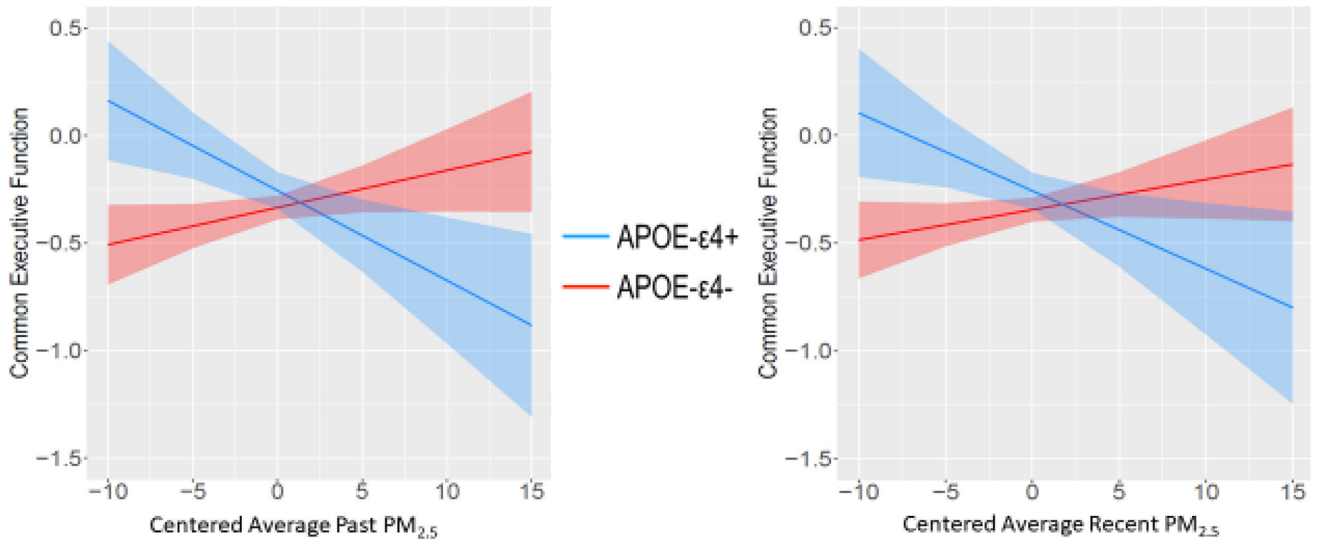 Common Executive Function
0.5
0.0
−0.5
−1.0
−1.5
−10 −5 0 5 10 15
Centered Average Past PM2.5
APOE-ε4+
APOE-ε4-
Common Executive Function
0.5
0.0
−0.5
−1.0
−1.5
−10 −5 0 5 10 15
Centered Average Recent PM2.5